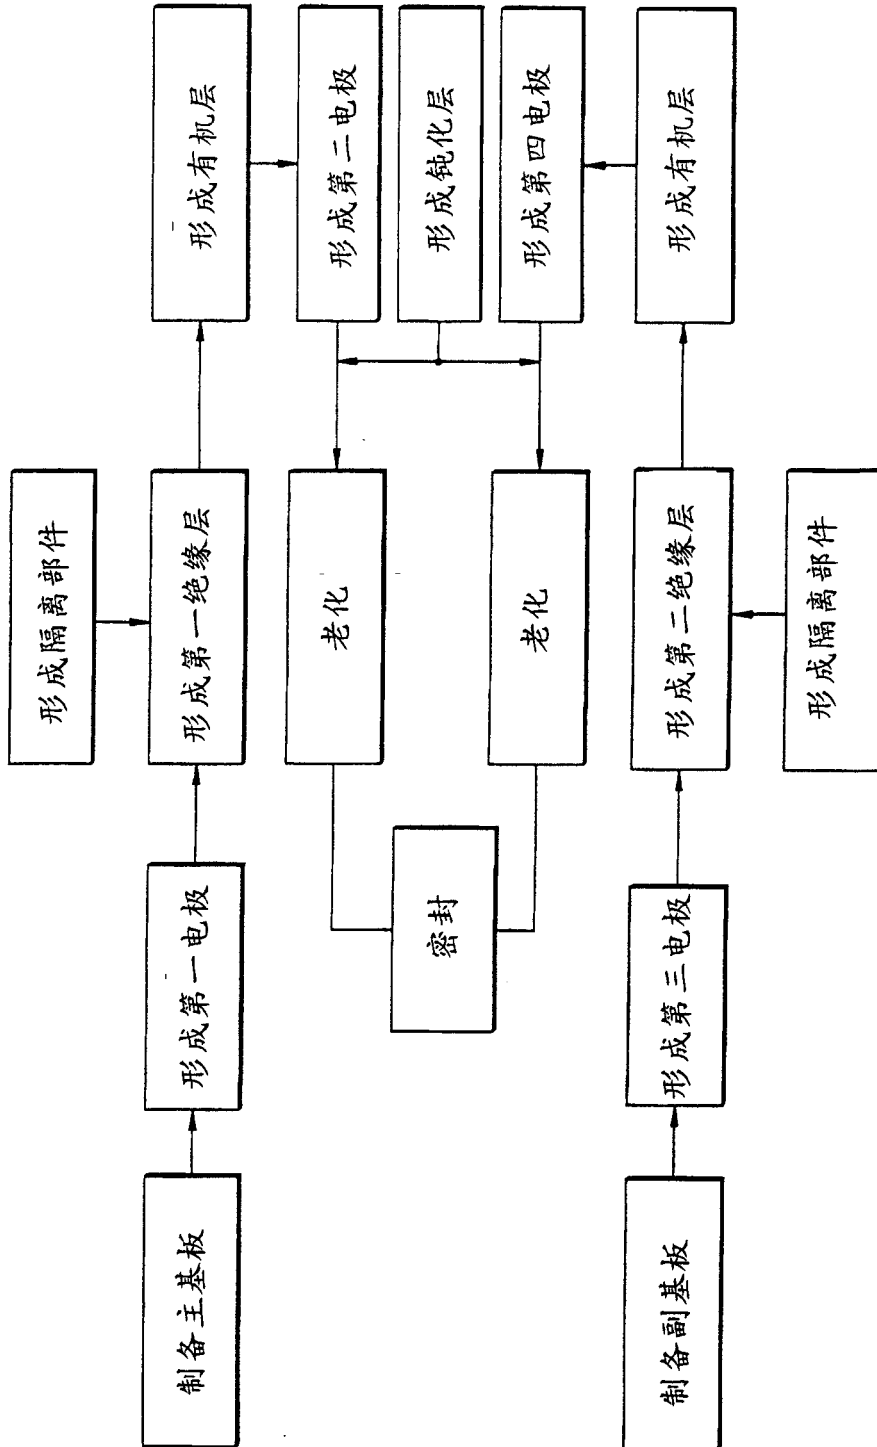 制备主基板
形成第一电极
形成第一绝缘层
形成隔离部件
形成有机层
形成第二电极
形成钝化层
老化
密封
老化
形成第四电极
形成有机层
形成第二绝缘层
形成隔离部件
形成第三电极
制备副基板